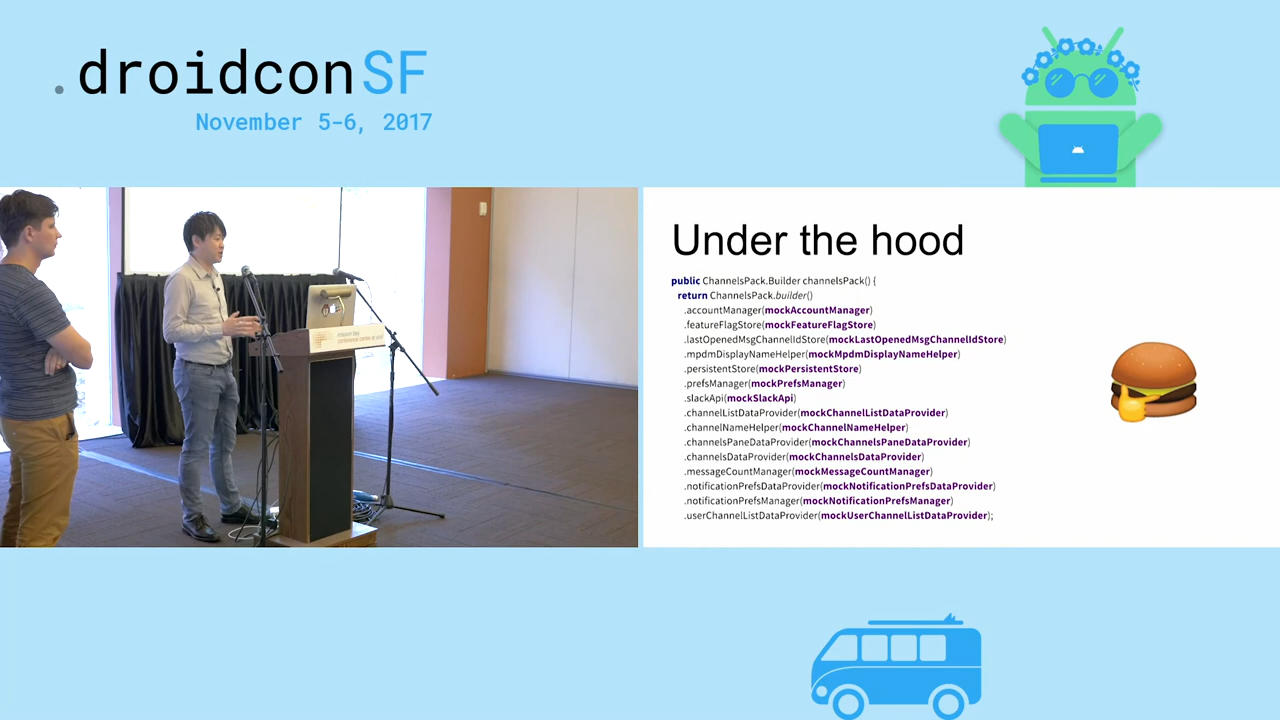 .droidconSF
November 5-6, 2017
Under the hood
public ChannelsPack.Builder channelsPack() {
return ChannelsPack.builder()
.accountManager(mockAccountManager)
.featureFlagStore(mockFeatureFlagStore)
.lastOpenedMsgChannelIdStore(mockLastOpenedMsgChannelIdStore)
.mpdmDisplayNameHelper(mockMpdmDisplayNameHelper)
.persistentStore(mockPersistentStore)
.prefsManager(mockPrefsManager)
.slackApi(mockSlackApi)
.channelListDataProvider(mockChannelListDataProvider)
.channelNameHelper(mockChannelNameHelper)
.channelsPaneDataProvider(mockChannelsPaneDataProvider)
.channelsDataProvider(mockChannelsDataProvider)
.messageCountManager(mockMessageCountManager)
.notificationPrefsDataProvider(mockNotificationPrefsDataProvider)
.notificationPrefsManager(mockNotificationPrefsManager)
.userChannelListDataProvider(mockUserChannelListDataProvider);